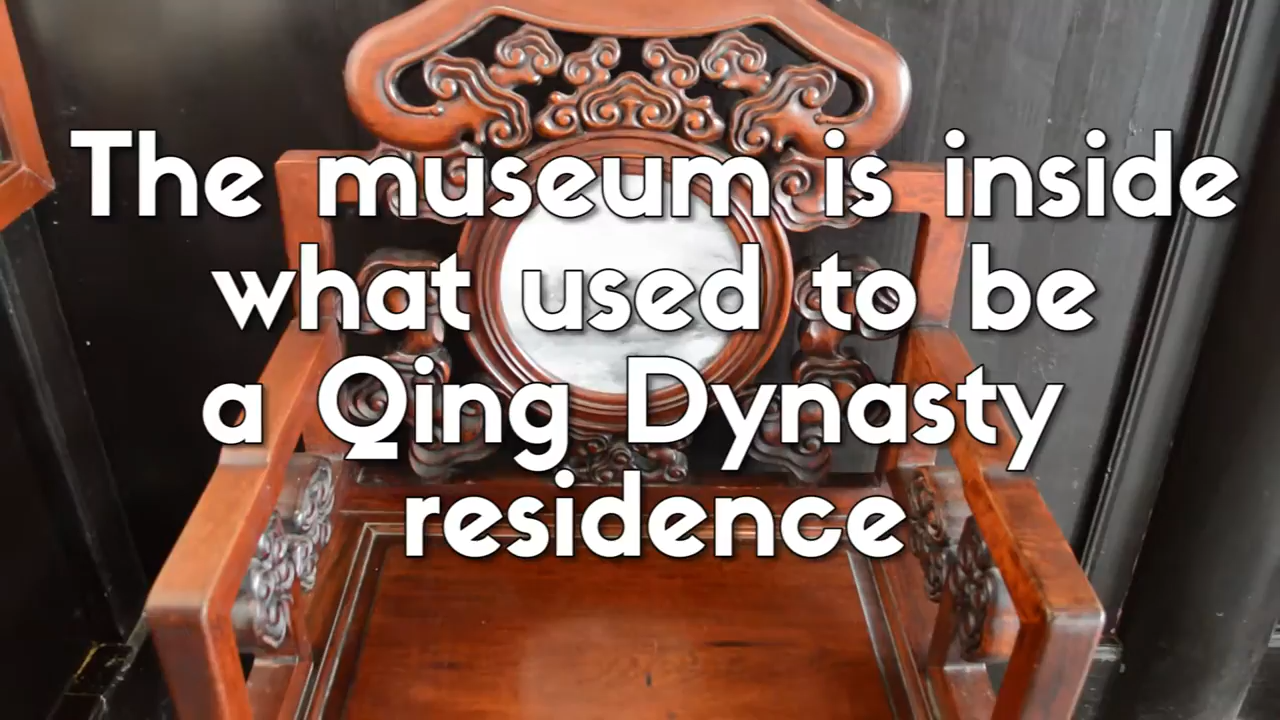 The museum is inside
what used to be
a Qing Dynasty
residence